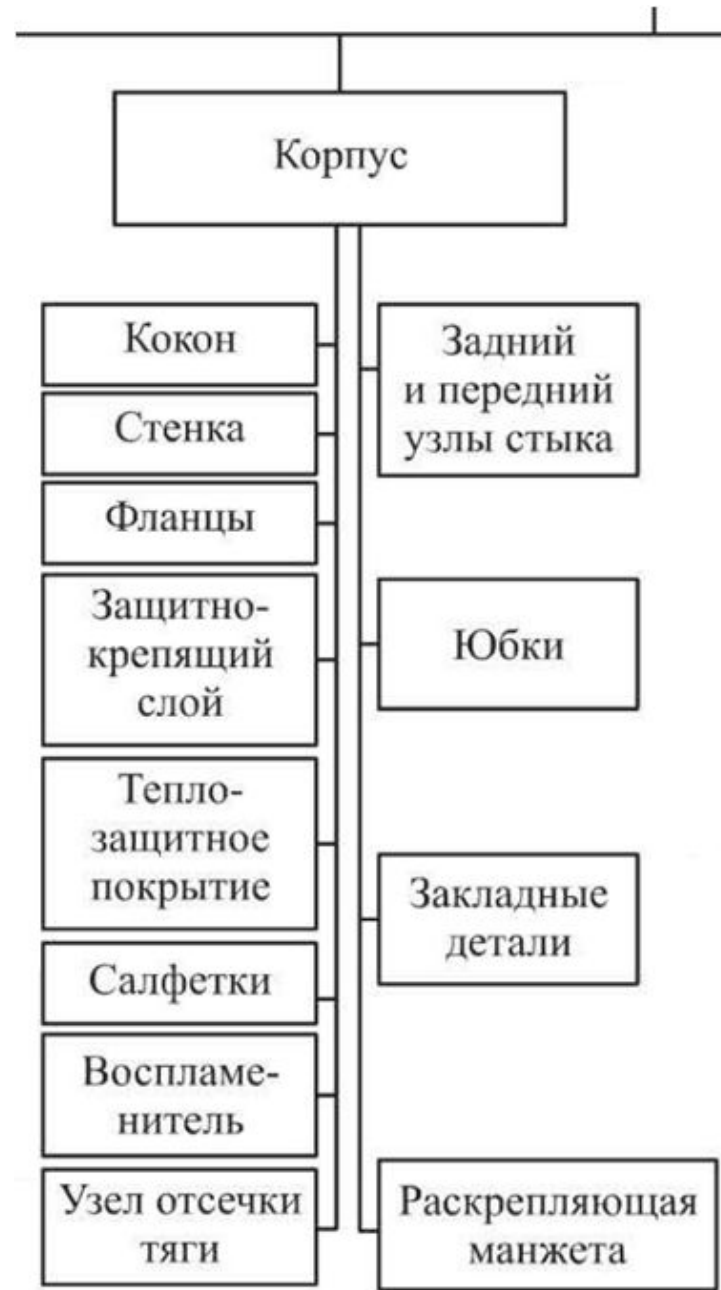 Корпус
Кокон
Стенка
Фланцы
Защитно-
крепящий
слой
Тепло-
защитное
покрытие
Салфетки
Воспламе-
нитель
Узел отсечки
тяги
Задний
и передний
узлы стыка
Юбки
Закладные
детали
Раскрепляющая
манжета